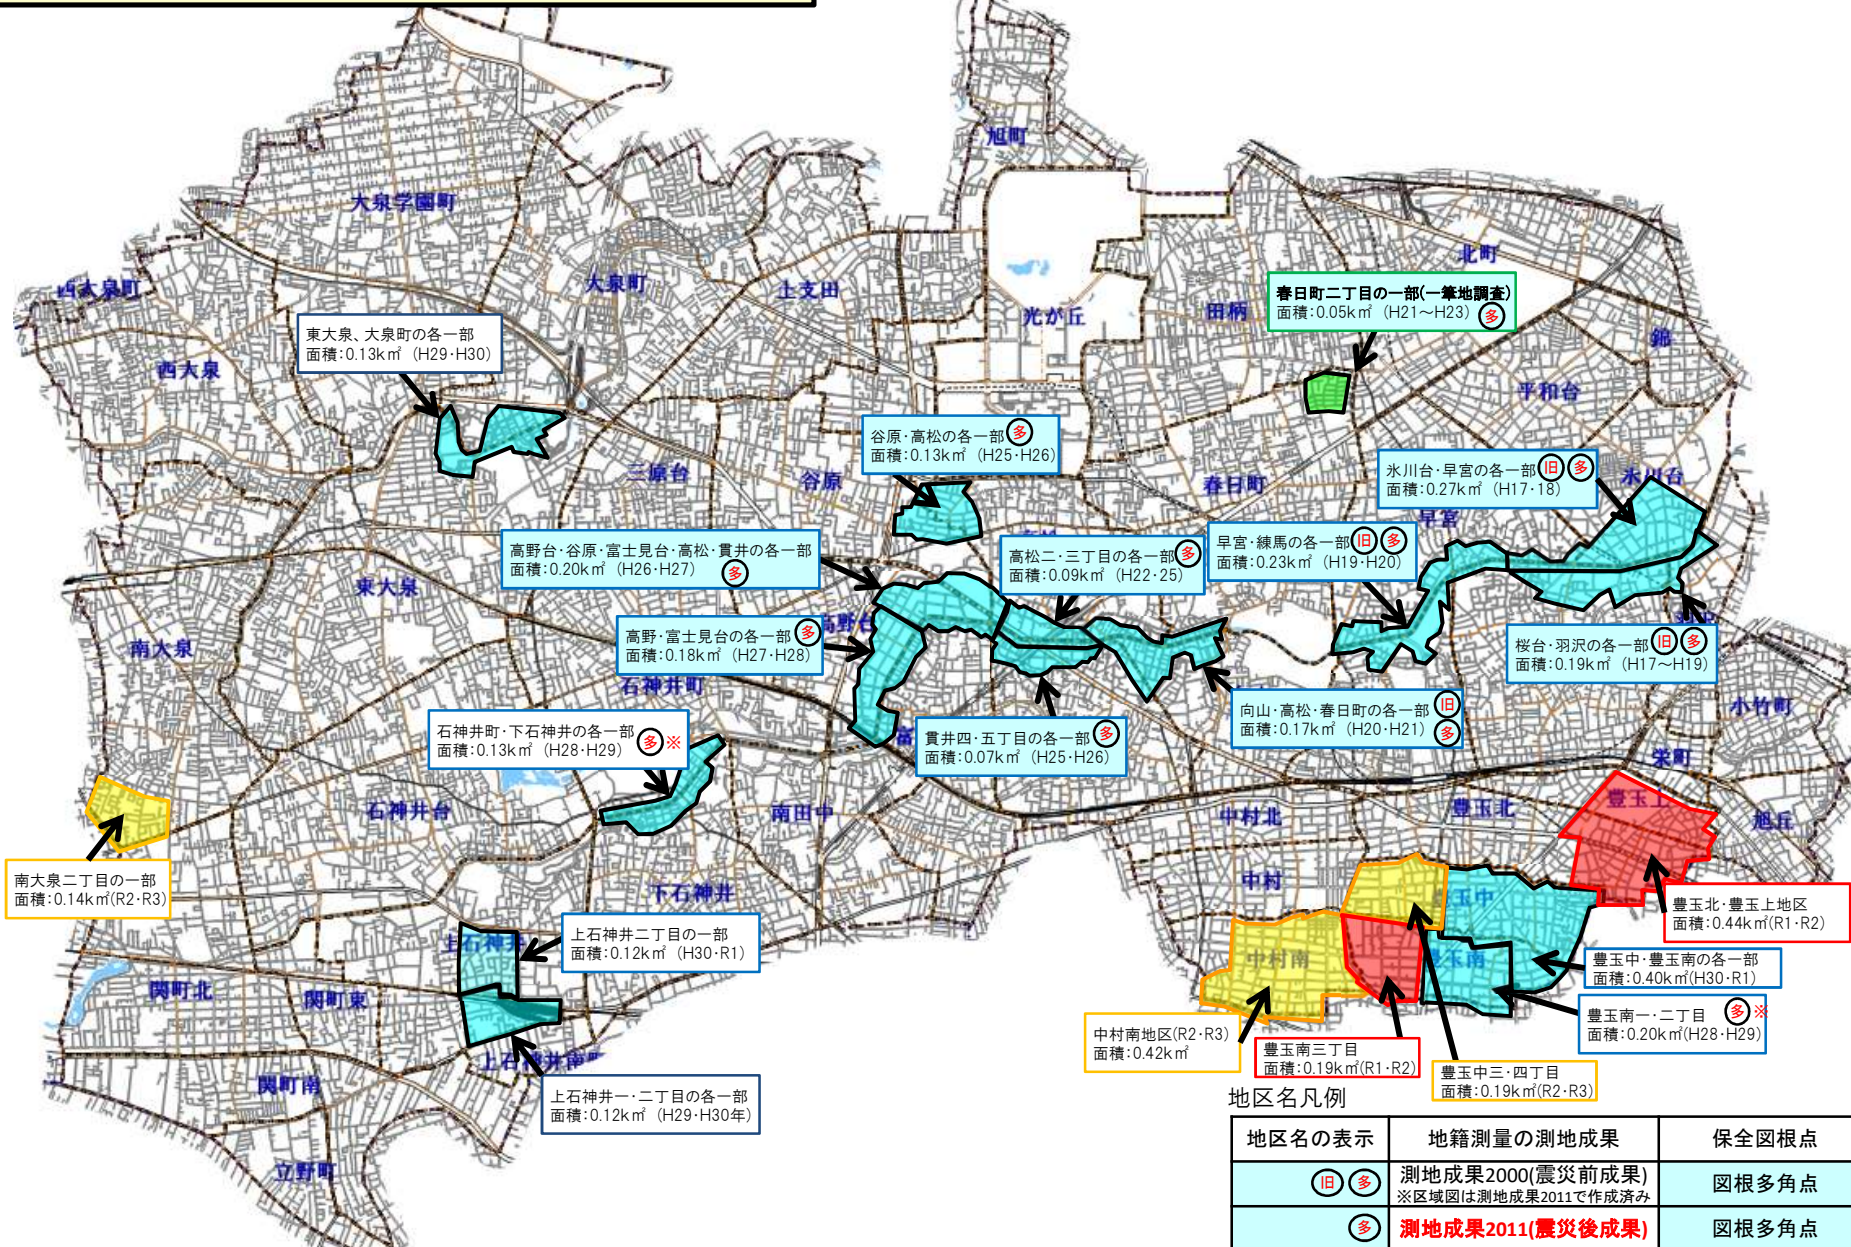 旭町
大泉学園町
北町
西大泉町
大泉町
土支田
光が丘
田柄
春日町二丁目の一部(一筆地調査)
面積:0.05k㎡ (H21～H23) 多
錦
東大泉、大泉町の各一部
面積:0.13k㎡ (H29・H30)
西大泉
平和台
谷原・高松の各一部 多
面積:0.13k㎡ (H25・H26)
三原台
谷原
春日町
氷川台・早宮の各一部 旧 多
面積:0.27k㎡ (H17・18)
氷川台
早宮
高野台・谷原・富士見台・高松・貫井の各一部
面積:0.20k㎡ (H26・H27) 多
高松二・三丁目の各一部 多
面積:0.09k㎡ (H22・25)
早宮・練馬の各一部 旧 多
面積:0.23k㎡ (H19・H20)
東大泉
高野台
高野・富士見台の各一部 多
面積:0.18k㎡ (H27・H28)
南大泉
桜台・羽沢の各一部 旧 多
面積:0.19k㎡ (H17～H19)
石神井町
小竹町
石神井町・下石神井の各一部
面積:0.13k㎡ (H28・H29) 多※
貫井四・五丁目の各一部 多
面積:0.07k㎡ (H25・H26)
向山・高松・春日町の各一部 旧
面積:0.17k㎡ (H20・H21) 多
栄町
石神井台
南田中
中村北
豊玉北
豊玉上
旭丘
南大泉二丁目の一部
面積:0.14k㎡(R2・R3)
下石神井
中村
豊玉中
豊玉北・豊玉上地区
面積:0.44k㎡(R1・R2)
上石神井
上石神井二丁目の一部
面積:0.12k㎡ (H30・R1)
中村南
豊玉南
豊玉中・豊玉南の各一部
面積:0.40k㎡(H30・R1)
関町北
関町東
豊玉南一・二丁目 多※
面積:0.20k㎡(H28・H29)
中村南地区(R2・R3)
面積:0.42k㎡
豊玉南三丁目
面積:0.19k㎡(R1・R2)
豊玉中三・四丁目
面積:0.19k㎡(R2・R3)
上石神井南町
関町南
上石神井一・二丁目の各一部
面積:0.12k㎡ (H29・H30年)
立野町
地区名凡例
地区名の表示 地籍測量の測地成果 保全図根点
旧 多 測地成果2000(震災前成果) 図根多角点
※区域図は測地成果2011で作成済み
多 測地成果2011(震災後成果) 図根多角点